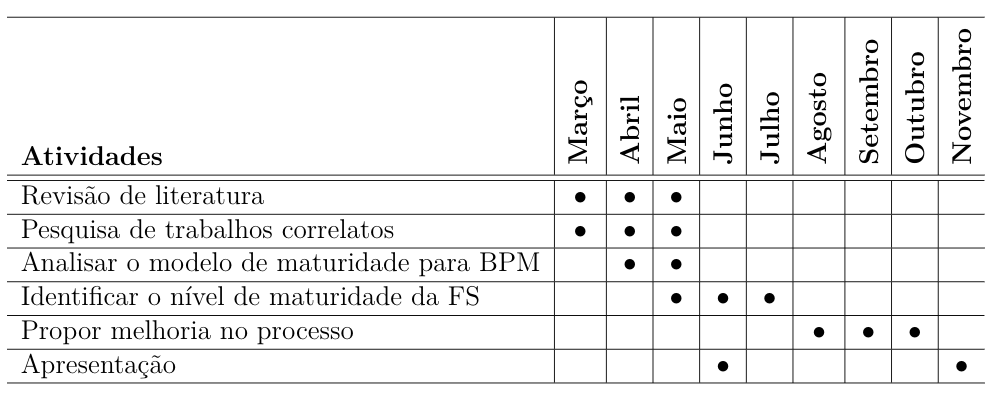 Atividades Março Abril Maio Junho Julho Agosto Setembro Outubro Novembro
Revisão de literatura • • •
Pesquisa de trabalhos correlatos • • •
Analisar o modelo de maturidade para BPM • •
Identificar o nível de maturidade da FS • • •
Propor melhoria no processo • • •
Apresentação • •